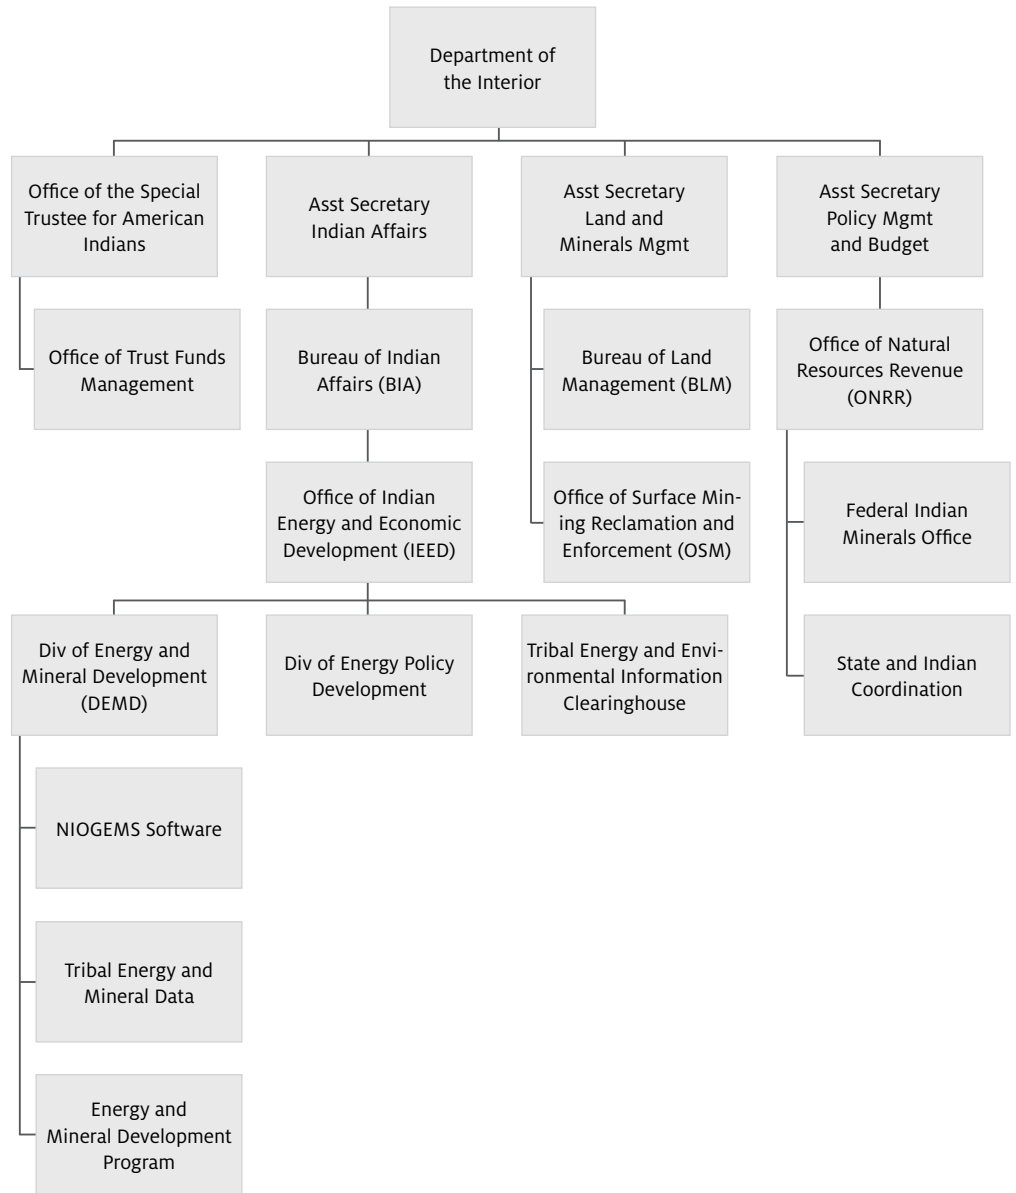 Department of
the Interior
Office of the Special
Trustee for American
Indians
Asst Secretary
Indian Affairs
Asst Secretary
Land and
Minerals Mgmt
Asst Secretary
Policy Mgmt
and Budget
Office of Trust Funds
Management
Bureau of Indian
Affairs (BIA)
Bureau of Land
Management (BLM)
Office of Natural
Resources Revenue
(ONRR)
Office of Indian
Energy and Economic
Development (IEED)
Office of Surface Min-
ing Reclamation and
Enforcement (OSM)
Federal Indian
Minerals Office
Div of Energy and
Mineral Development
(DEMD)
Div of Energy Policy
Development
Tribal Energy and Envi-
ronmental Information
Clearinghouse
State and Indian
Coordination
NIOGEMS Software
Tribal Energy and
Mineral Data
Energy and
Mineral Development
Program